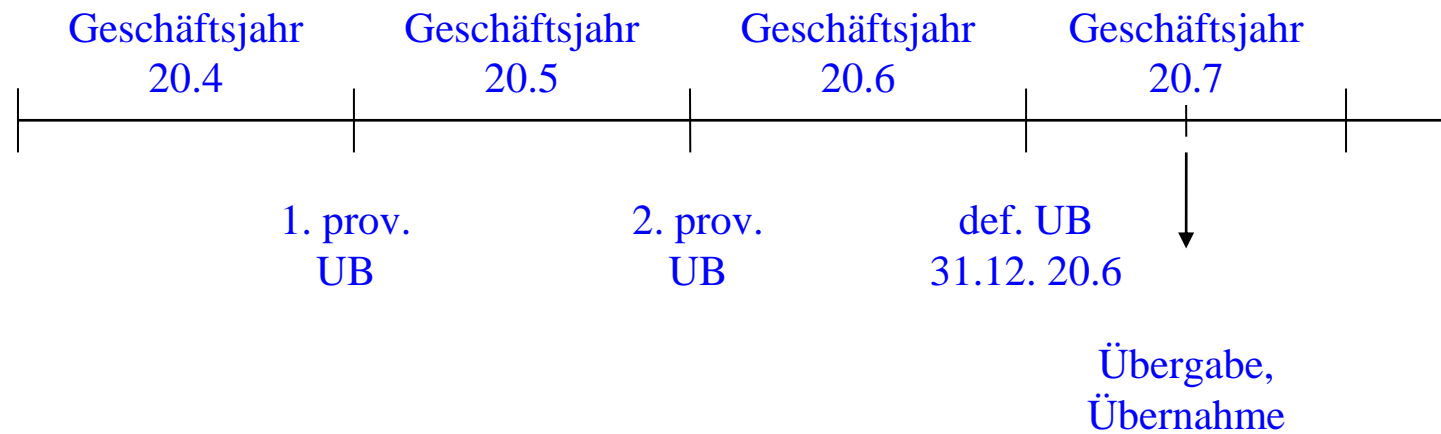 Geschäftsjahr Geschäftsjahr Geschäftsjahr Geschäftsjahr
20.4 20.5 20.6 20.7
1. prov. 2. prov. def. UB
UB UB 31.12. 20.6
Übergabe,
Übernahme